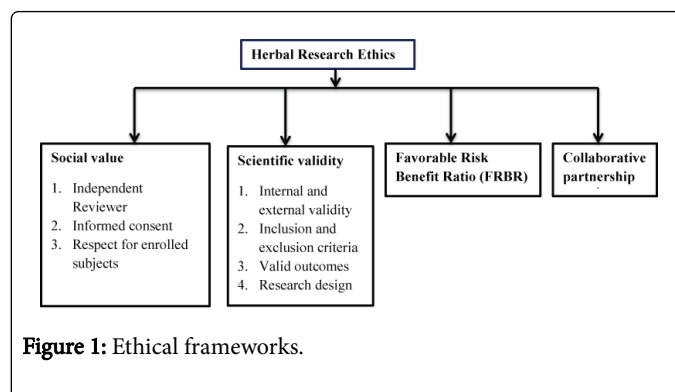 Herbal Research Ethics
Social value
1. Independent
Reviewer
2. Informed consent
3. Respect for enrolled
subjects
Scientific validity
1. Internal and
external validity
2. Inclusion and
exclusion criteria
3. Valid outcomes
4. Research design
Favorable Risk
Benefit Ratio (FRBR)
Collaborative
partnership
.
Figure 1: Ethical frameworks.